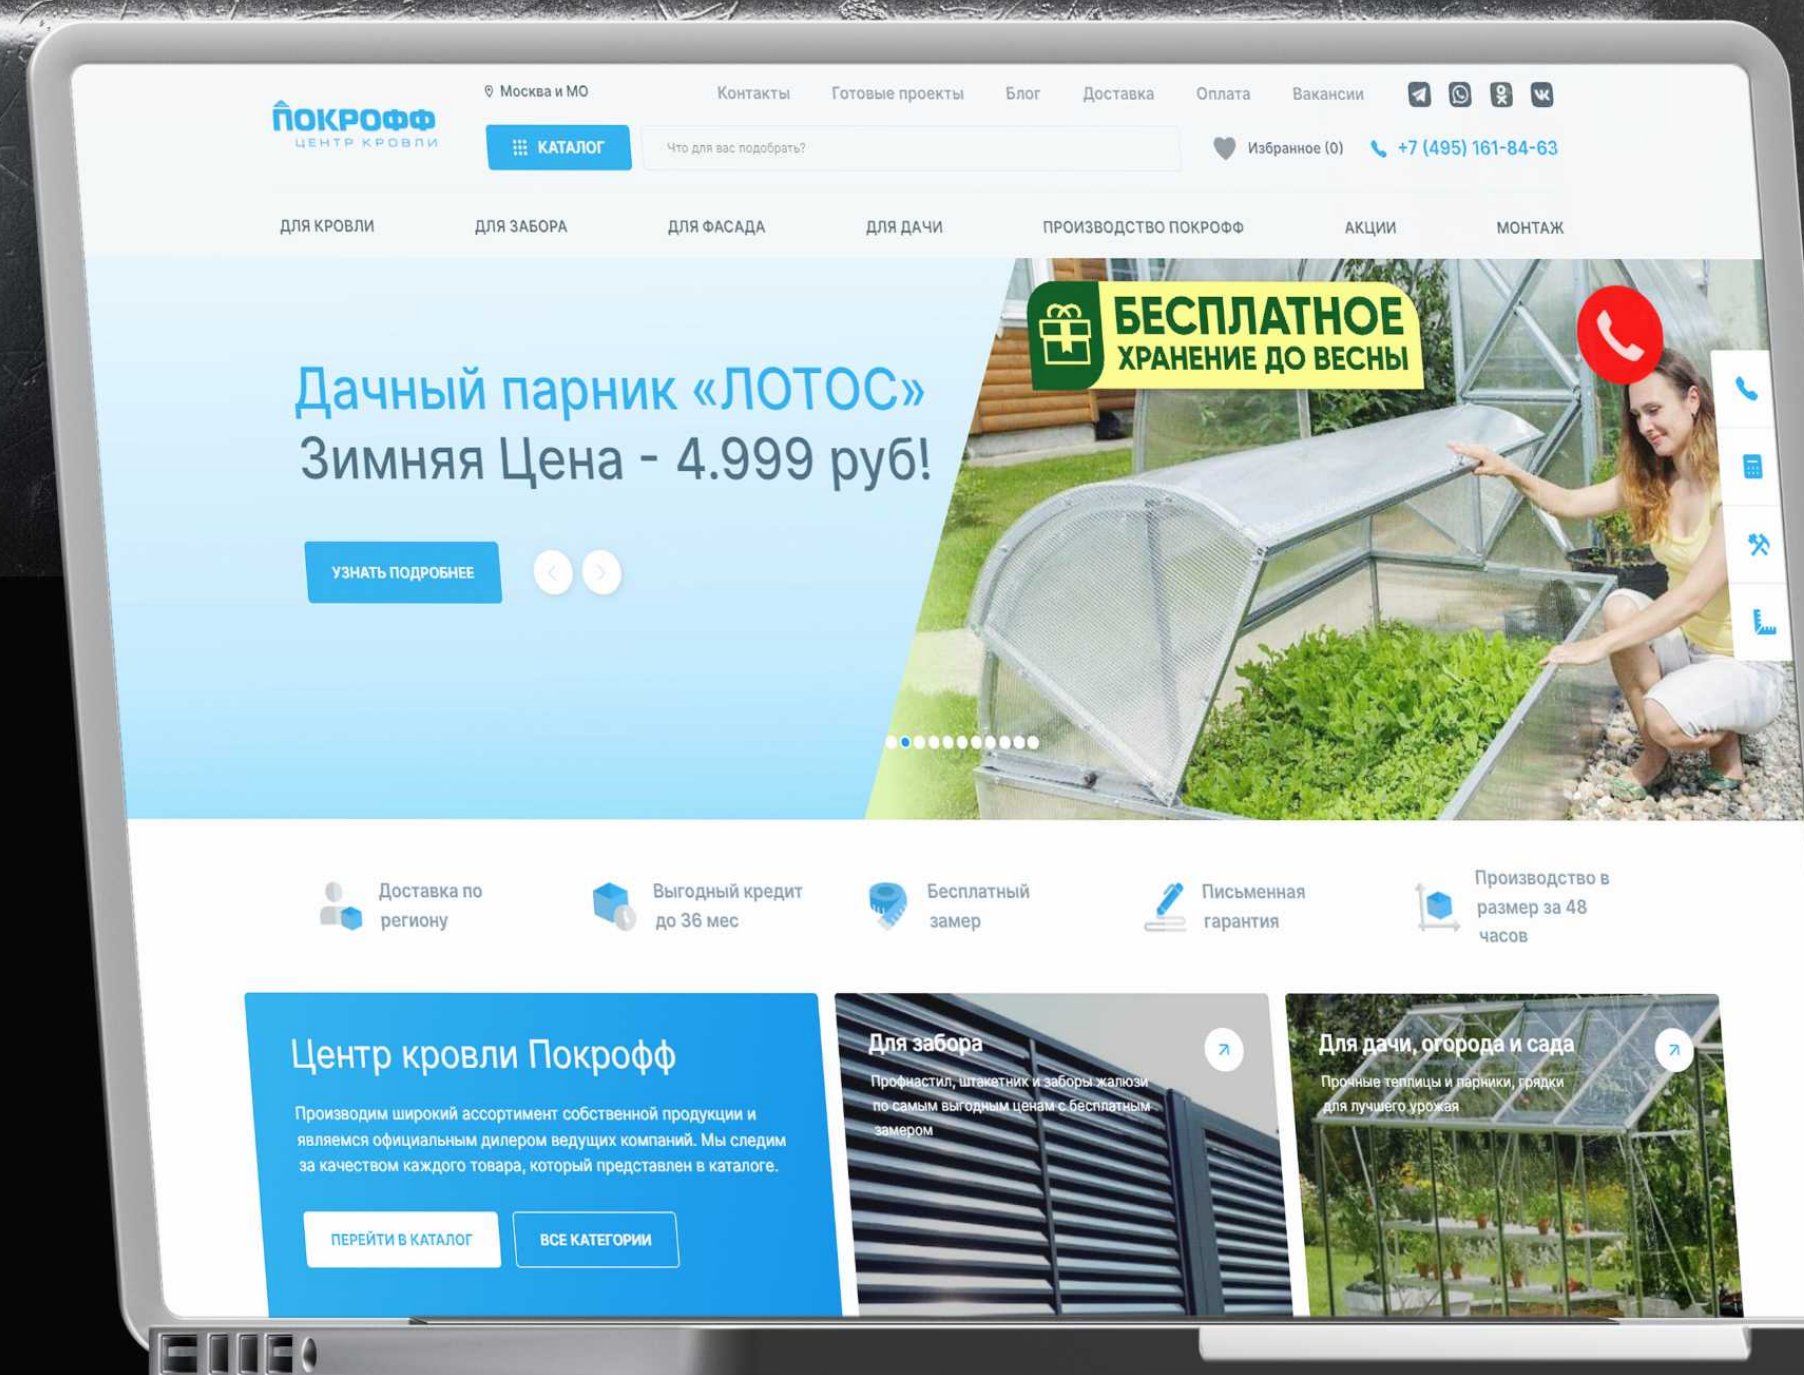 ПОКРОФФ
ЦЕНТР КРОВЛИ
Москва и МО
Контакты Готовые проекты Блог Доставка Оплата Вакансии
КАТАЛОГ
Что для вас подобрать?
Избранное (0)
+7 (495) 161-84-63
ДЛЯ КРОВЛИ ДЛЯ ЗАБОРА ДЛЯ ФАСАДА ДЛЯ ДАЧИ ПРОИЗВОДСТВО ПОКРОФФ АКЦИИ МОНТАЖ
БЕСПЛАТНОЕ
ХРАНЕНИЕ ДО ВЕСНЫ
Дачный парник «ЛОТОС»
Зимняя Цена - 4.999 руб!
УЗНАТЬ ПОДРОБНЕЕ
Доставка по
региону
Выгодный кредит
до 36 мес
Бесплатный
замер
Письменная
гарантия
Производство в
размер за 48
часов
Центр кровли Покрофф
Производим широкий ассортимент собственной продукции и
являемся официальным дилером ведущих компаний. Мы следим
за качеством каждого товара, который представлен в каталоге.
ПЕРЕЙТИ В КАТАЛОГ
ВСЕ КАТЕГОРИИ
Для забора
Профнастил, штакетник и заборы жалюзи
по самым выгодным ценам с бесплатным
замером
Для дачи, огорода и сада
Прочные теплицы и парники, грядки
для лучшего урожая